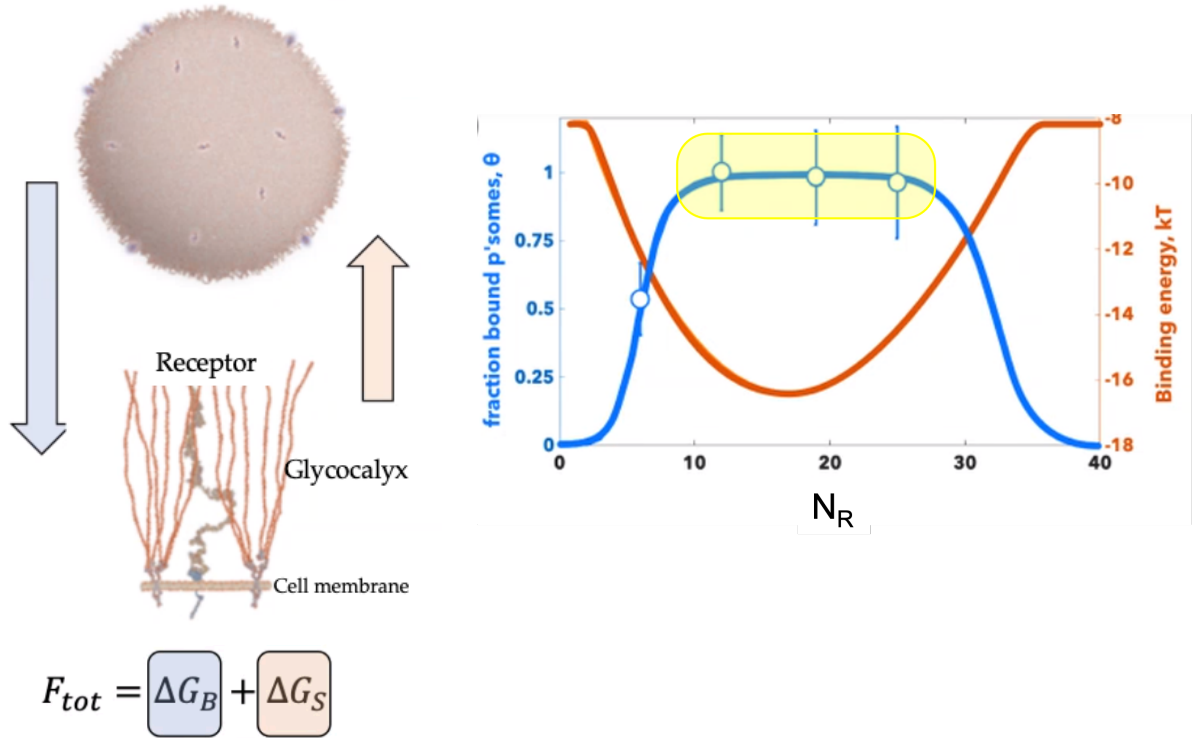 Receptor
Glycocalyx
Cell membrane
F_tot = ΔG_B + ΔG_S
fraction bound p'somes, θ
1
0.75
0.5
0.25
0
0 10 20 30 40
N_R
-8
-10
-12
-14
-16
-18
Binding energy, kT